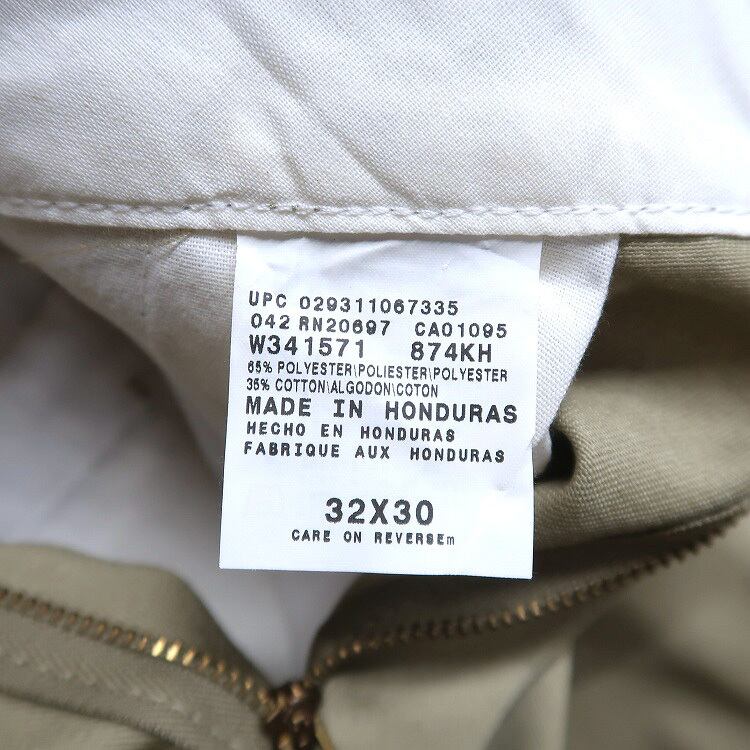 UPC 029311067335
042 RN20697 CA01095
W341571 874KH
65% POLYESTER\POLIESTER\POLYESTER
35% COTTON\ALGODON\COTON
MADE IN HONDURAS
HECHO EN HONDURAS
FABRIQUE AUX HONDURAS
32X30
CARE ON REVERSEm